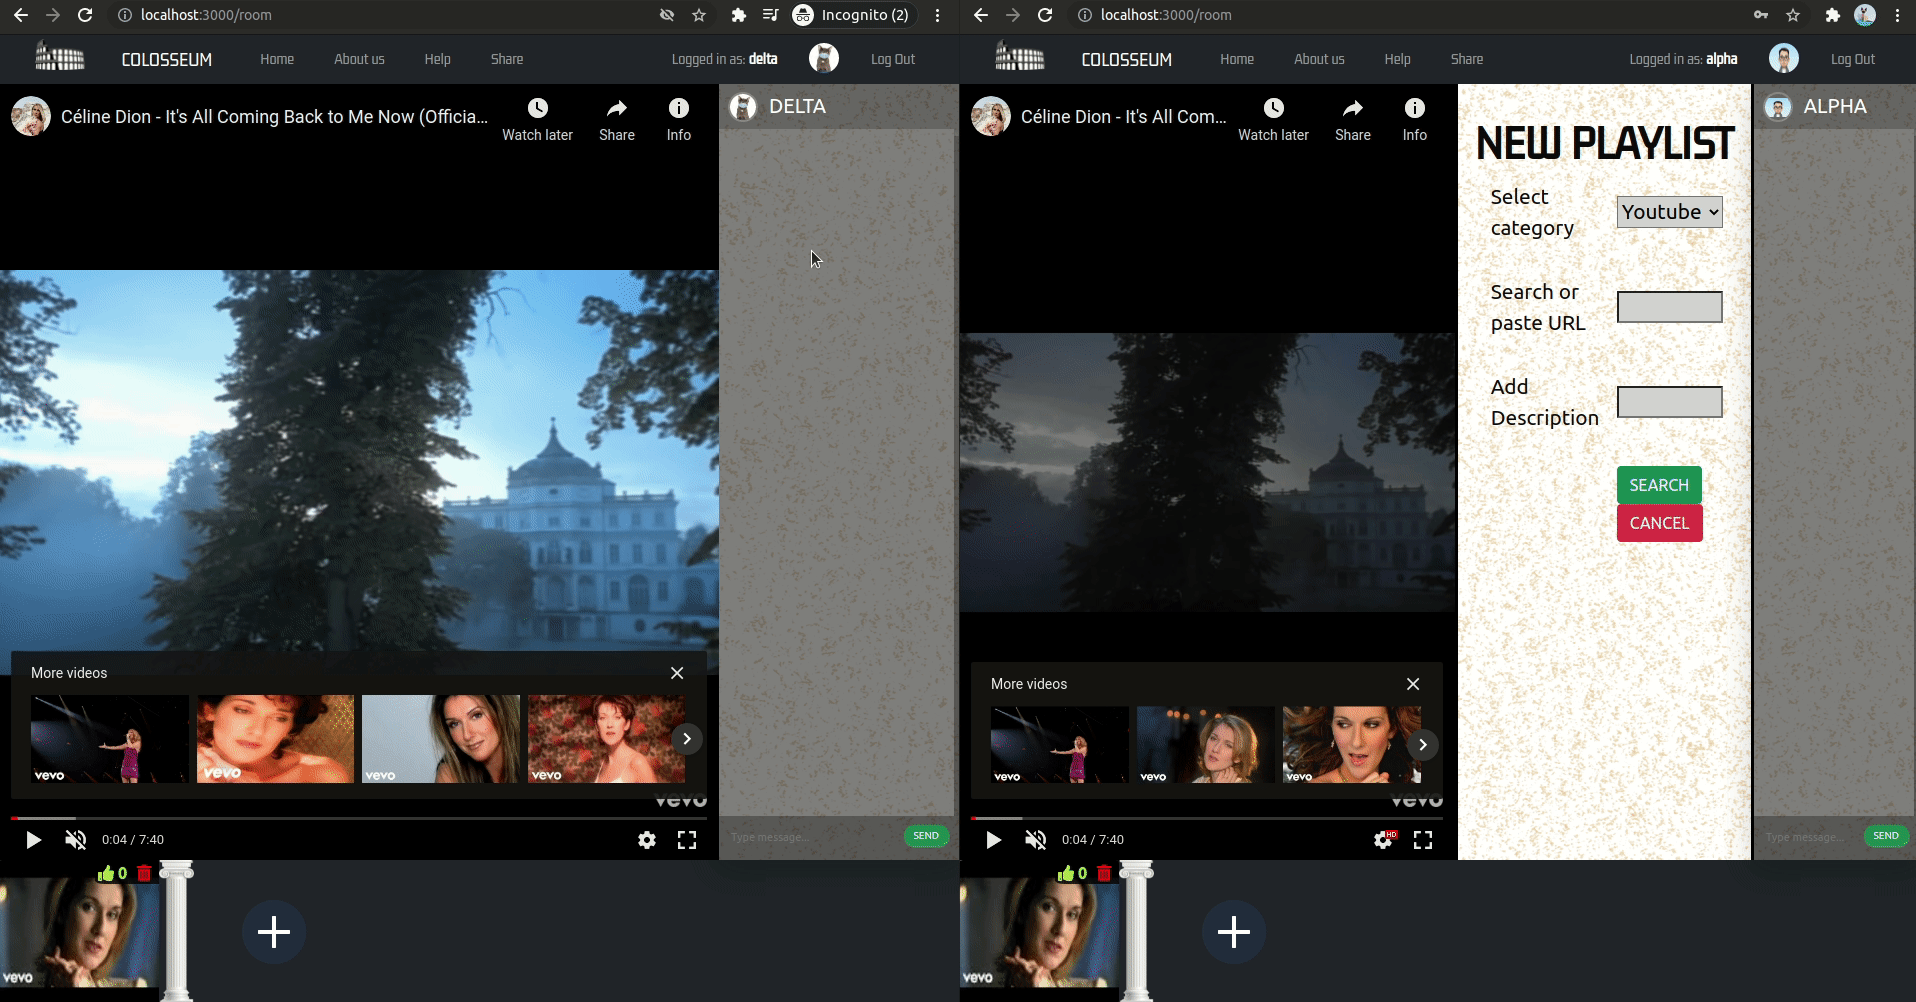 localhost:3000/room
Incognito (2)
COLOSSEUM
Home
About us
Help
Share
Logged in as: delta
Log Out
Céline Dion - It's All Coming Back to Me Now (Officia...
Watch later
Share
Info
DELTA
More videos
vevo
vevo
vevo
vevo
vevo
0:04 / 7:40
Type message...
SEND
0
vevo
localhost:3000/room
COLOSSEUM
Home
About us
Help
Share
Logged in as: alpha
Log Out
Céline Dion - It's All Com...
Watch later
Share
Info
NEW PLAYLIST
Select
category
Youtube
Search or
paste URL
Add
Description
SEARCH
CANCEL
ALPHA
More videos
vevo
vevo
vevo
vevo
0:04 / 7:40
HD
Type message...
SEND
0
vevo